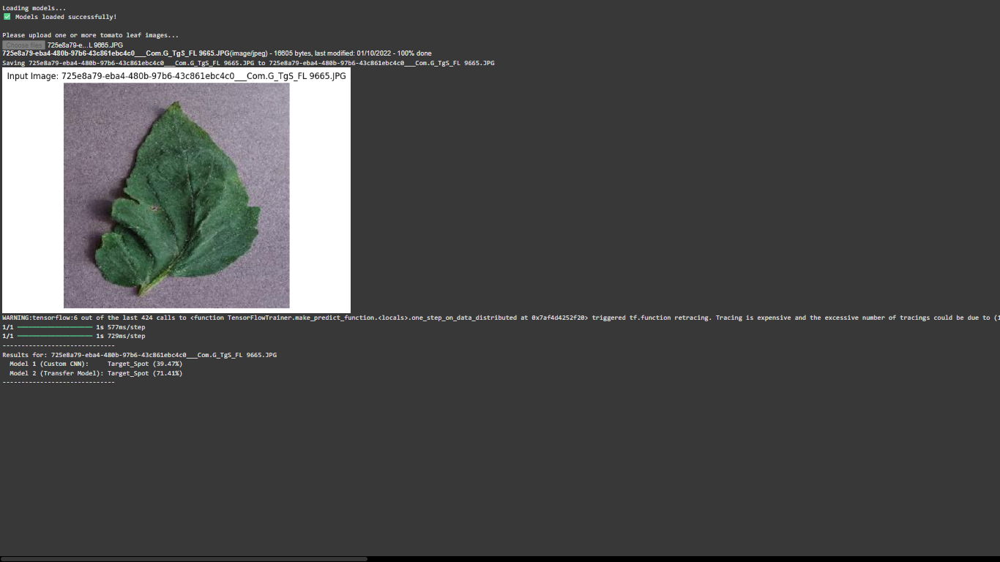 Loading models...
✅ Models loaded successfully!
Please upload one or more tomato leaf images...
Choose files 725e8a79-e...L 9665.JPG
725e8a79-eba4-480b-97b6-43c861ebc4c0___Com.G_TgS_FL 9665.JPG(image/jpeg) - 16605 bytes, last modified: 01/10/2022 - 100% done
Saving 725e8a79-eba4-480b-97b6-43c861ebc4c0___Com.G_TgS_FL 9665.JPG to 725e8a79-eba4-480b-97b6-43c861ebc4c0___Com.G_TgS_FL 9665.JPG
Input Image: 725e8a79-eba4-480b-97b6-43c861ebc4c0___Com.G_TgS_FL 9665.JPG
WARNING:tensorflow:6 out of the last 424 calls to <function TensorFlowTrainer.make_predict_function.<locals>.one_step_on_data_distributed at 0x7af4d4252f20> triggered tf.function retracing. Tracing is expensive and the excessive number of tracings could be due to (1
1/1 ━━━━━━━━━━━━━━━━━━━━ 1s 577ms/step
1/1 ━━━━━━━━━━━━━━━━━━━━ 1s 729ms/step
------------------------------
Results for: 725e8a79-eba4-480b-97b6-43c861ebc4c0___Com.G_TgS_FL 9665.JPG
Model 1 (Custom CNN): Target_Spot (39.47%)
Model 2 (Transfer Model): Target_Spot (71.41%)
------------------------------